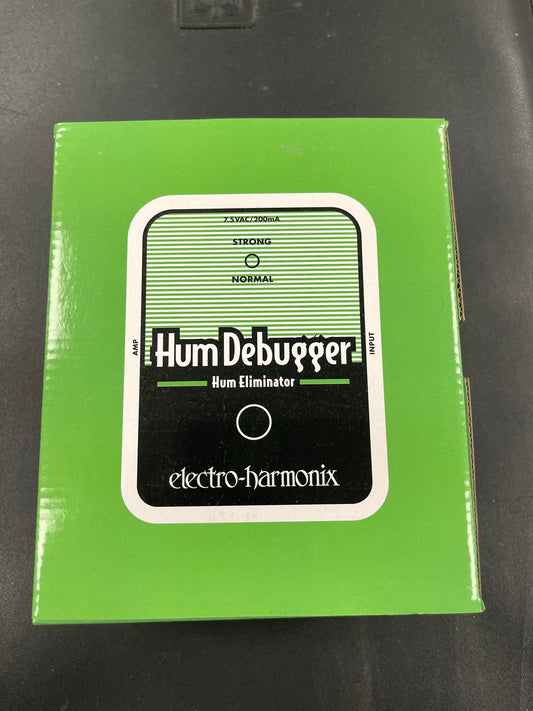 7.5VAC/200mA
STRONG
NORMAL
AMP
INPUT
Hum Debugger
Hum Eliminator
electro-harmonix